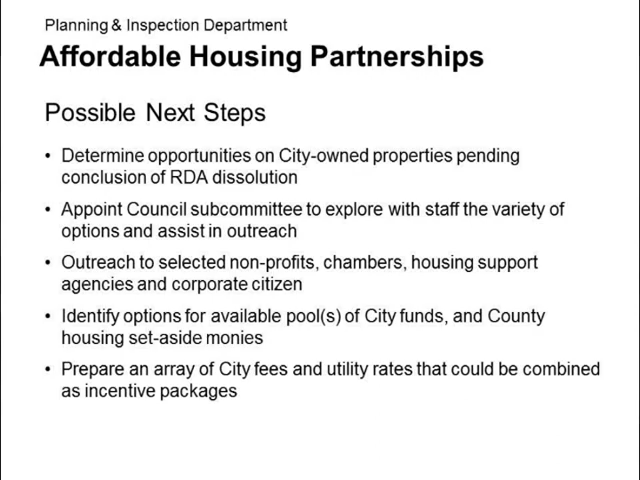 Planning & Inspection Department
Affordable Housing Partnerships
Possible Next Steps
• Determine opportunities on City-owned properties pending
conclusion of RDA dissolution
• Appoint Council subcommittee to explore with staff the variety of
options and assist in outreach
• Outreach to selected non-profits, chambers, housing support
agencies and corporate citizen
• Identify options for available pool(s) of City funds, and County
housing set-aside monies
• Prepare an array of City fees and utility rates that could be combined
as incentive packages